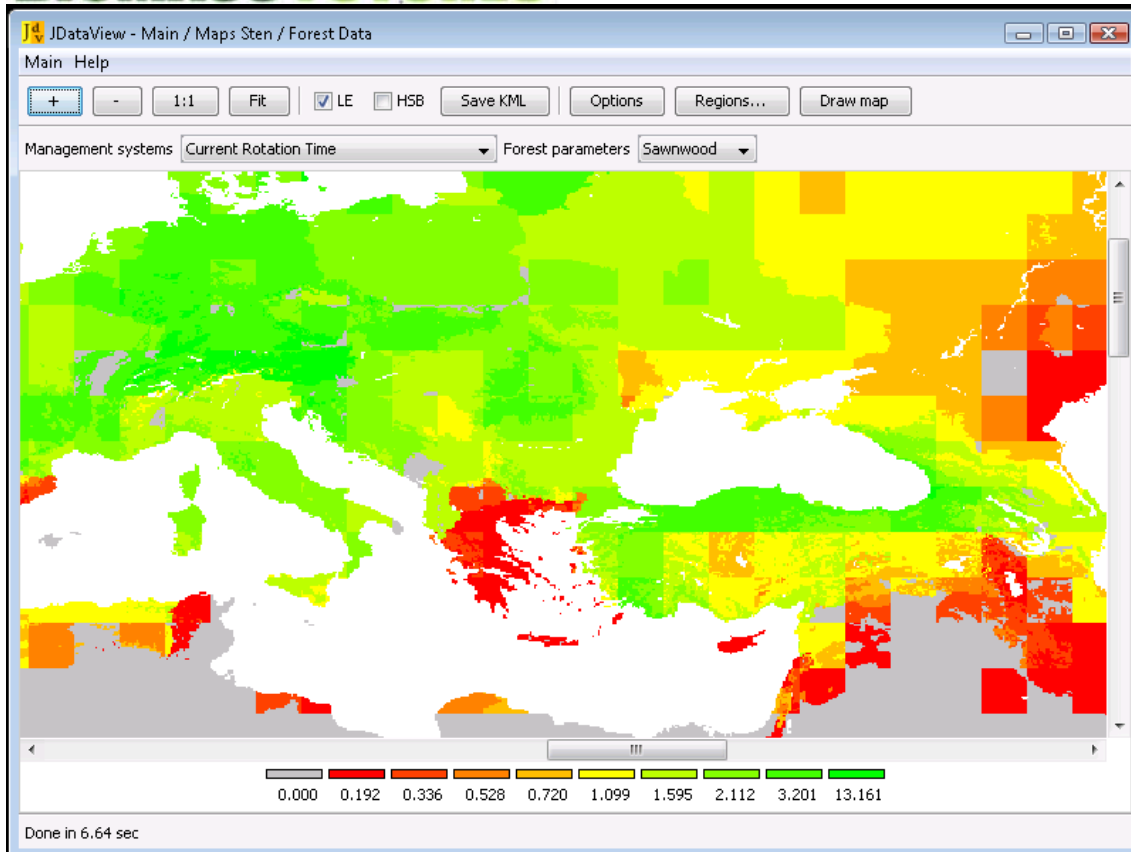 JDataView - Main / Maps Sten / Forest Data
Main Help
+ - 1:1 Fit LE HSB Save KML Options Regions... Draw map
Management systems Current Rotation Time Forest parameters Sawnwood
0.000 0.192 0.336 0.528 0.720 1.099 1.595 2.112 3.201 13.161
Done in 6.64 sec